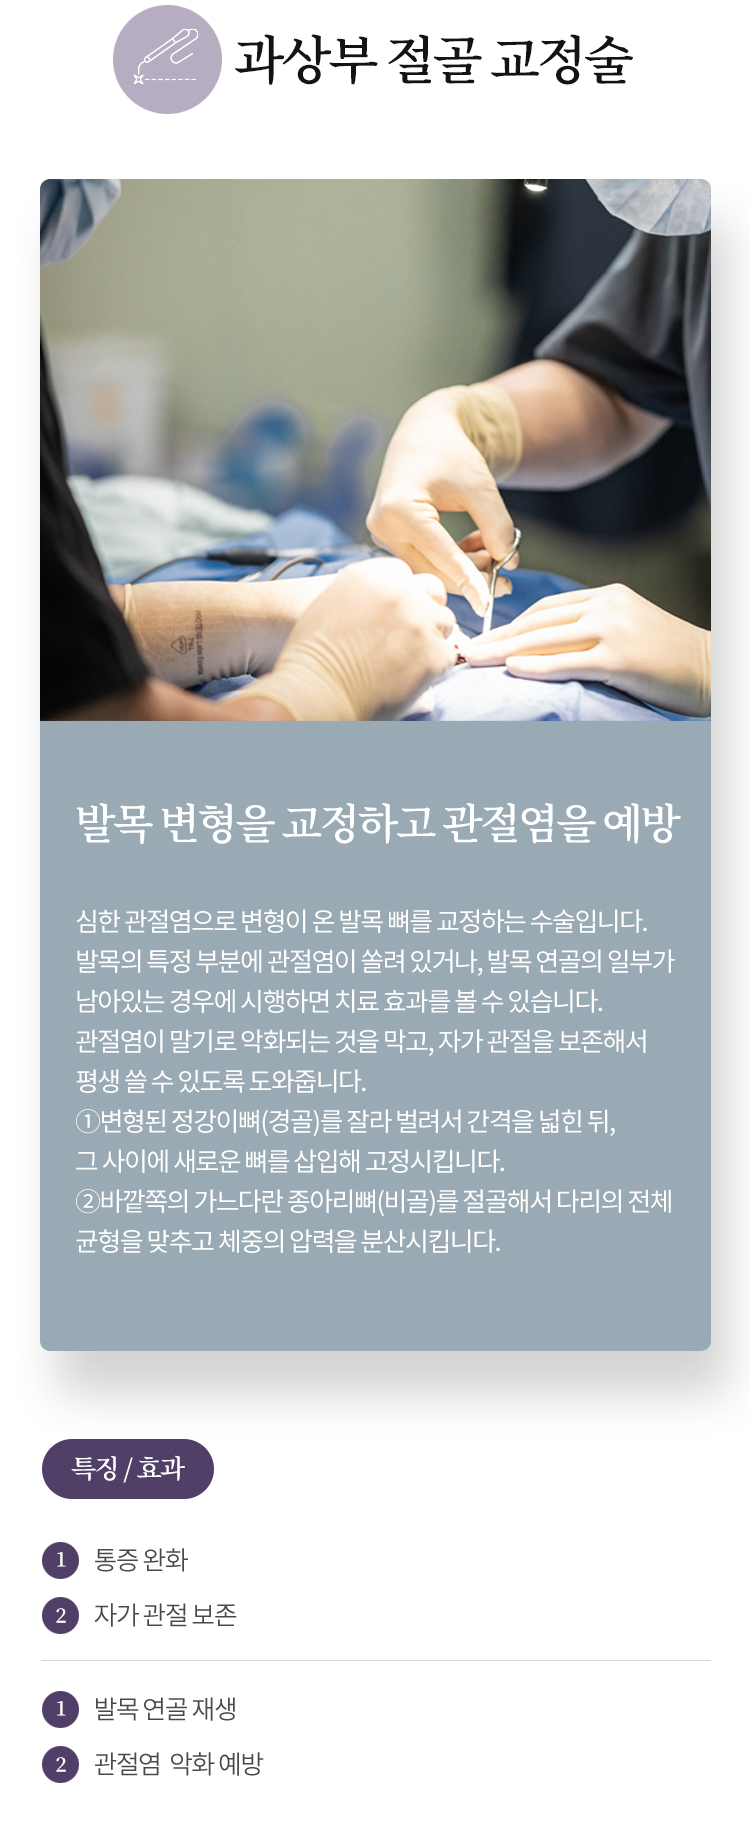 과상부 절골 교정술
발목 변형을 교정하고 관절염을 예방
심한 관절염으로 변형이 온 발목 뼈를 교정하는 수술입니다.
발목의 특정 부분에 관절염이 쏠려 있거나, 발목 연골의 일부가
남아있는 경우에 시행하면 치료 효과를 볼 수 있습니다.
관절염이 말기로 악화되는 것을 막고, 자가 관절을 보존해서
평생 쓸 수 있도록 도와줍니다.
①변형된 정강이뼈(경골)를 잘라 벌려서 간격을 넓힌 뒤,
그 사이에 새로운 뼈를 삽입해 고정시킵니다.
②바깥쪽의 가느다란 종아리뼈(비골)를 절골해서 다리의 전체
균형을 맞추고 체중의 압력을 분산시킵니다.
특징 / 효과
1 통증 완화
2 자가 관절 보존
1 발목 연골 재생
2 관절염 악화 예방